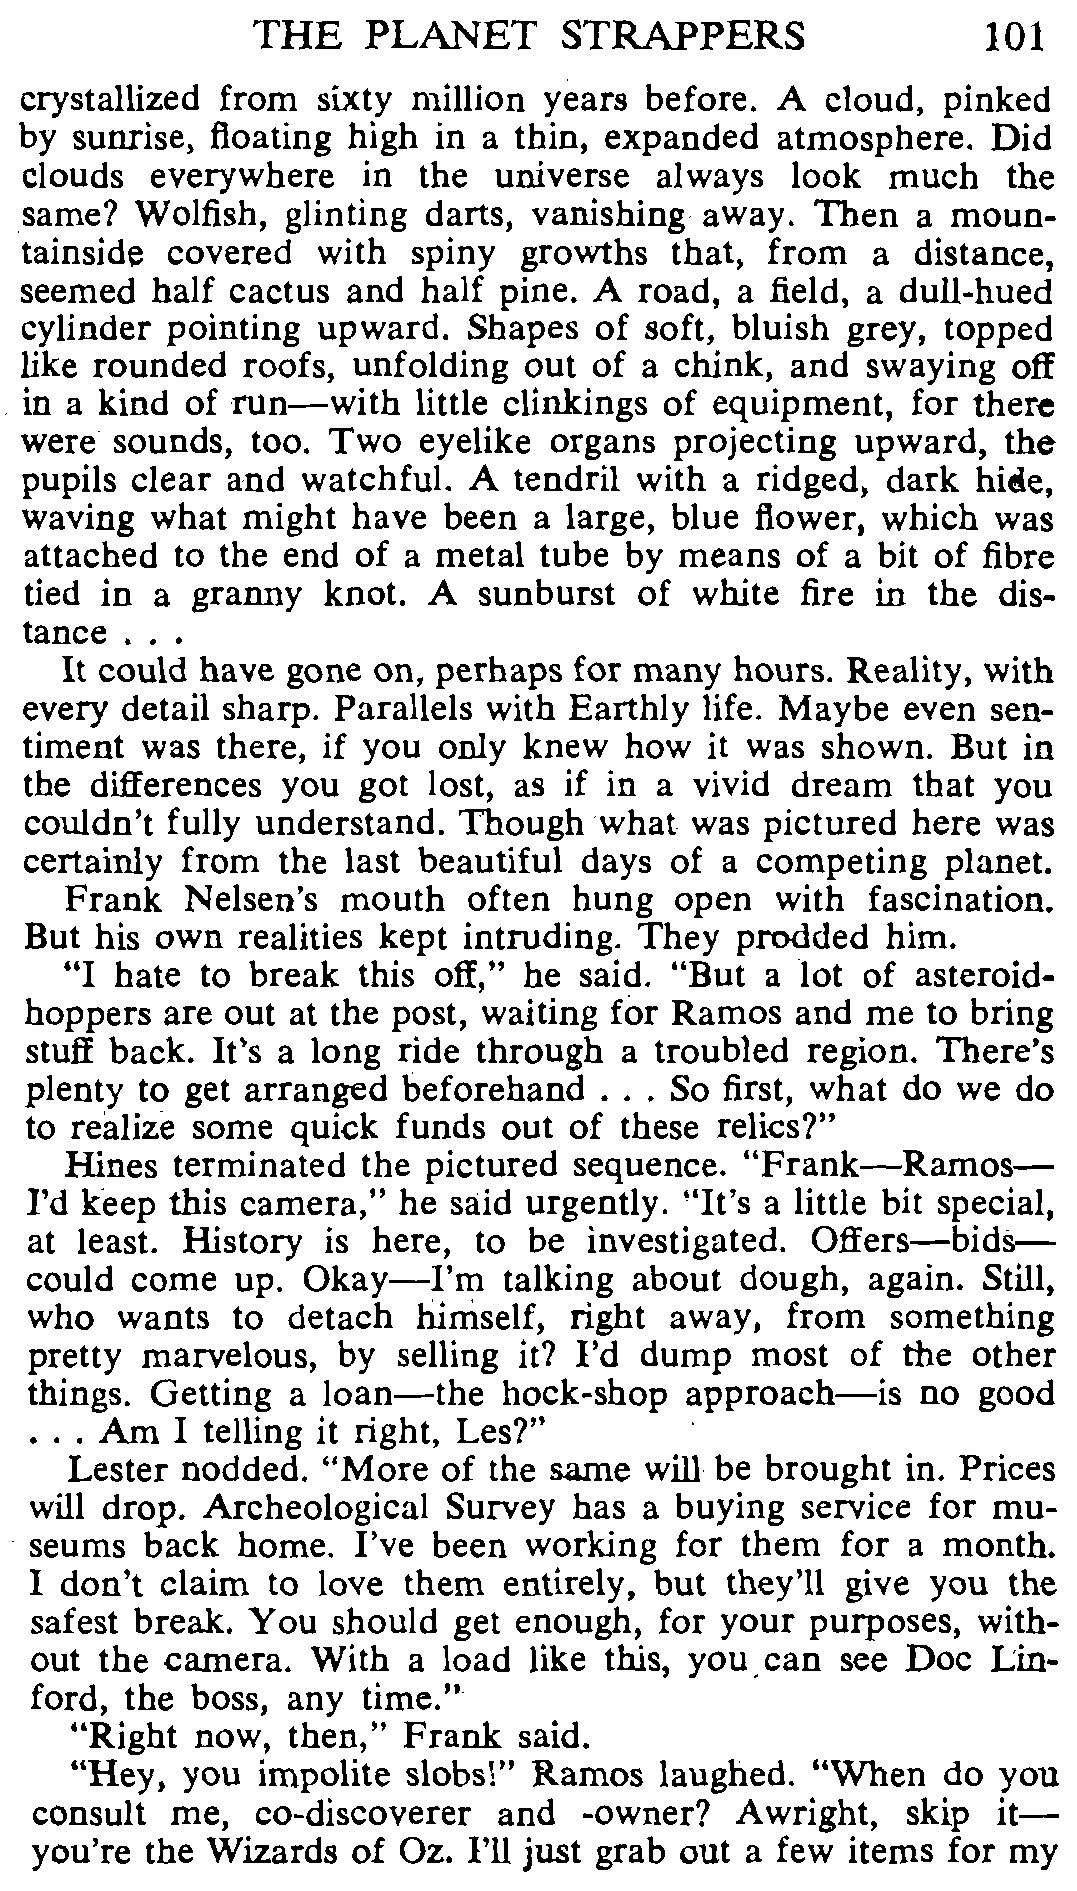 THE PLANET STRAPPERS 101
crystallized from sixty million years before. A cloud, pinked
by sunrise, floating high in a thin, expanded atmosphere. Did
clouds everywhere in the universe always look much the
same? Wolfish, glinting darts, vanishing away. Then a moun-
tainside covered with spiny growths that, from a distance,
seemed half cactus and half pine. A road, a field, a dull-hued
cylinder pointing upward. Shapes of soft, bluish grey, topped
like rounded roofs, unfolding out of a chink, and swaying off
in a kind of run—with little clinkings of equipment, for there
were sounds, too. Two eyelike organs projecting upward, the
pupils clear and watchful. A tendril with a ridged, dark hide,
waving what might have been a large, blue flower, which was
attached to the end of a metal tube by means of a bit of fibre
tied in a granny knot. A sunburst of white fire in the dis-
tance . . .
It could have gone on, perhaps for many hours. Reality, with
every detail sharp. Parallels with Earthly life. Maybe even sen-
timent was there, if you only knew how it was shown. But in
the differences you got lost, as if in a vivid dream that you
couldn't fully understand. Though what was pictured here was
certainly from the last beautiful days of a competing planet.
Frank Nelsen's mouth often hung open with fascination.
But his own realities kept intruding. They prodded him.
"I hate to break this off," he said. "But a lot of asteroid-
hoppers are out at the post, waiting for Ramos and me to bring
stuff back. It's a long ride through a troubled region. There's
plenty to get arranged beforehand . . . So first, what do we do
to realize some quick funds out of these relics?"
Hines terminated the pictured sequence. "Frank—Ramos—
I'd keep this camera," he said urgently. "It's a little bit special,
at least. History is here, to be investigated. Offers—bids—
could come up. Okay—I'm talking about dough, again. Still,
who wants to detach himself, right away, from something
pretty marvelous, by selling it? I'd dump most of the other
things. Getting a loan—the hock-shop approach—is no good
. . . Am I telling it right, Les?"
Lester nodded. "More of the same will be brought in. Prices
will drop. Archeological Survey has a buying service for mu-
seums back home. I've been working for them for a month.
I don't claim to love them entirely, but they'll give you the
safest break. You should get enough, for your purposes, with-
out the camera. With a load like this, you can see Doc Lin-
ford, the boss, any time."
"Right now, then," Frank said.
"Hey, you impolite slobs!" Ramos laughed. "When do you
consult me, co-discoverer and -owner? Awright, skip it—
you're the Wizards of Oz. I'll just grab out a few items for my